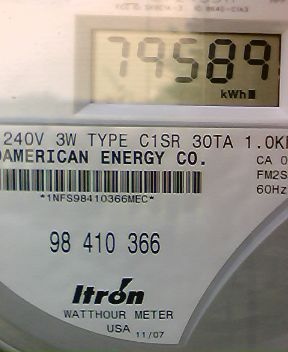 79589
kWh
240V 3W TYPE C1SR 30TA 1.0K
AMERICAN ENERGY CO.
CA 0
FM2S
60Hz
*1NFS98410366MEC*
98 410 366
Itron
WATTHOUR METER
USA 11/07